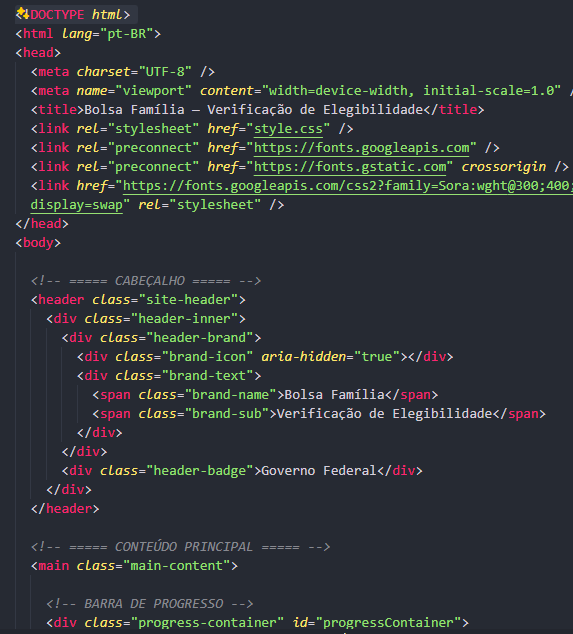 <!DOCTYPE html>
<html lang="pt-BR">
<head>
<meta charset="UTF-8" />
<meta name="viewport" content="width=device-width, initial-scale=1.0" /
<title>Bolsa Família – Verificação de Elegibilidade</title>
<link rel="stylesheet" href="style.css" />
<link rel="preconnect" href="https://fonts.googleapis.com" />
<link rel="preconnect" href="https://fonts.gstatic.com" crossorigin />
<link href="https://fonts.googleapis.com/css2?family=Sora:wght@300;400;
display=swap" rel="stylesheet" />
</head>
<body>
<!-- ===== CABEÇALHO ===== -->
<header class="site-header">
<div class="header-inner">
<div class="header-brand">
<div class="brand-icon" aria-hidden="true"></div>
<div class="brand-text">
<span class="brand-name">Bolsa Família</span>
<span class="brand-sub">Verificação de Elegibilidade</span>
</div>
</div>
<div class="header-badge">Governo Federal</div>
</div>
</header>
<!-- ===== CONTEÚDO PRINCIPAL ===== -->
<main class="main-content">
<!-- BARRA DE PROGRESSO -->
<div class="progress-container" id="progressContainer">